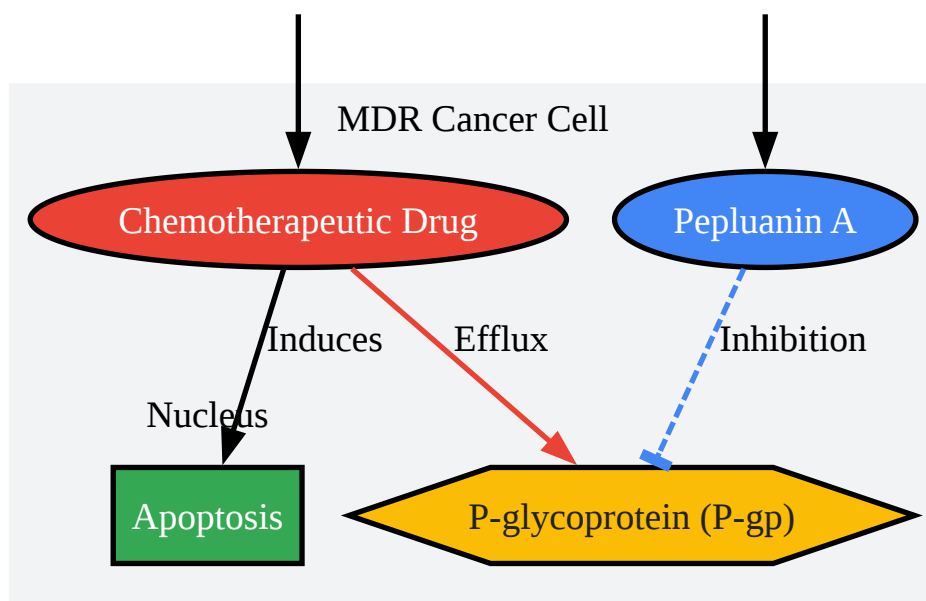 MDR Cancer Cell
Chemotherapeutic Drug
Pepluanin A
Induces
Efflux
Inhibition
Nucleus
Apoptosis
P-glycoprotein (P-gp)